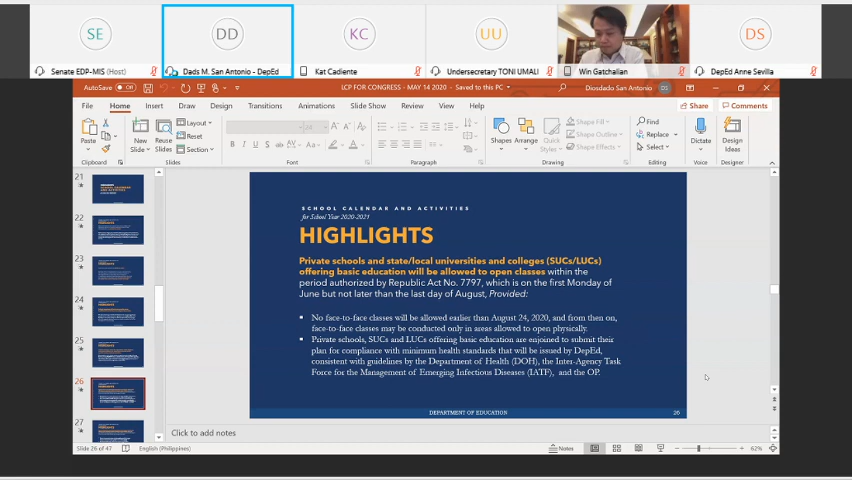 SE
DD
KC
UU
DS
Senate EDP-MIS (Host)
Dads M. San Antonio - DepEd
Kat Cadiente
Undersecretary TONI UMALI
Win Gatchalian
DepEd Anne Sevilla
AutoSave Off
LCP FOR CONGRESS - MAY 14 2020 - Saved to this PC
Diosdado San Antonio
DS
File Home Insert Draw Design Transitions Animations Slide Show Review View Help
Share Comments
Paste
New Slide
Reuse Slides
Layout
Reset
Section
Shapes
Arrange
Quick Styles
Shape Fill
Shape Outline
Shape Effects
Find
Replace
Select
Dictate
Design Ideas
Clipboard Slides Font Paragraph Drawing Editing Voice Designer
21
22
23
24
25
26
27
SCHOOL CALENDAR AND ACTIVITIES
for School Year 2020-2021
HIGHLIGHTS
Private schools and state/local universities and colleges (SUCs/LUCs)
offering basic education will be allowed to open classes within the
period authorized by Republic Act No. 7797, which is on the first Monday of
June but not later than the last day of August, Provided:
▪ No face-to-face classes will be allowed earlier than August 24, 2020, and from then on,
face-to-face classes may be conducted only in areas allowed to open physically.
▪ Private schools, SUCs and LUCs offering basic education are enjoined to submit their
plan for compliance with minimum health standards that will be issued by DepEd,
consistent with guidelines by the Department of Health (DOH), the Inter-Agency Task
Force for the Management of Emerging Infectious Diseases (IATF), and the OP.
DEPARTMENT OF EDUCATION
26
Click to add notes
Slide 26 of 47 English (Philippines)
Notes
62%